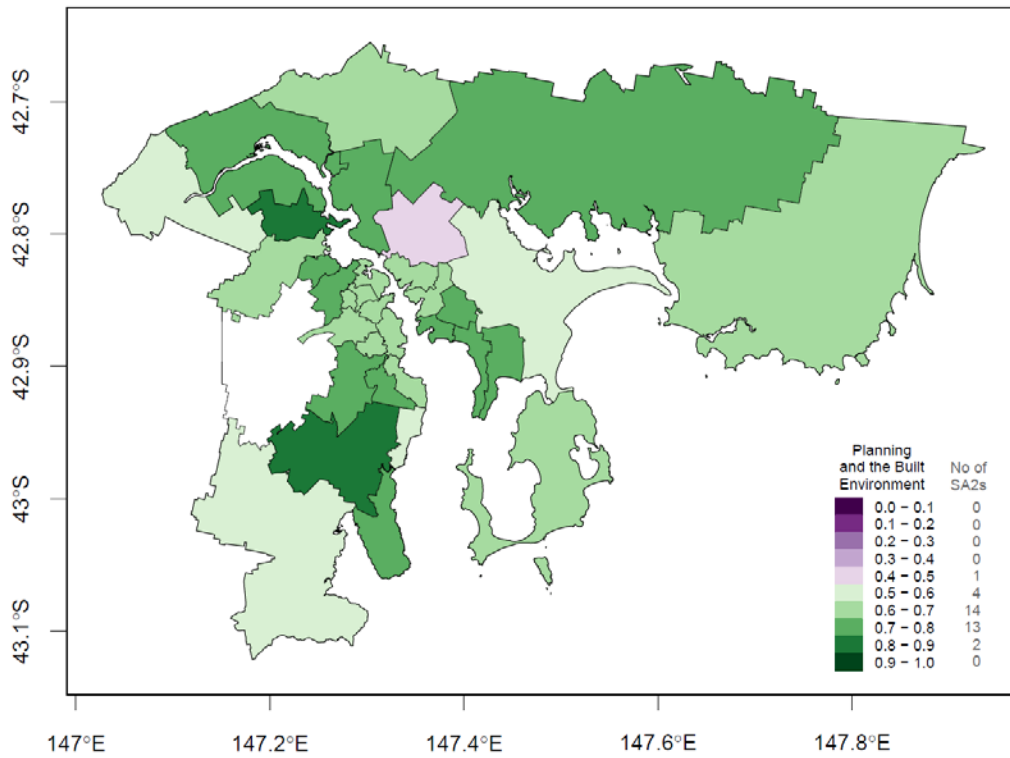 42.7°S
42.8°S
42.9°S
43°S
43.1°S
Planning
and the Built
Environment
No of
SA2s
0.0 − 0.1 0
0.1 − 0.2 0
0.2 − 0.3 0
0.3 − 0.4 0
0.4 − 0.5 1
0.5 − 0.6 4
0.6 − 0.7 14
0.7 − 0.8 13
0.8 − 0.9 2
0.9 − 1.0 0
147°E 147.2°E 147.4°E 147.6°E 147.8°E